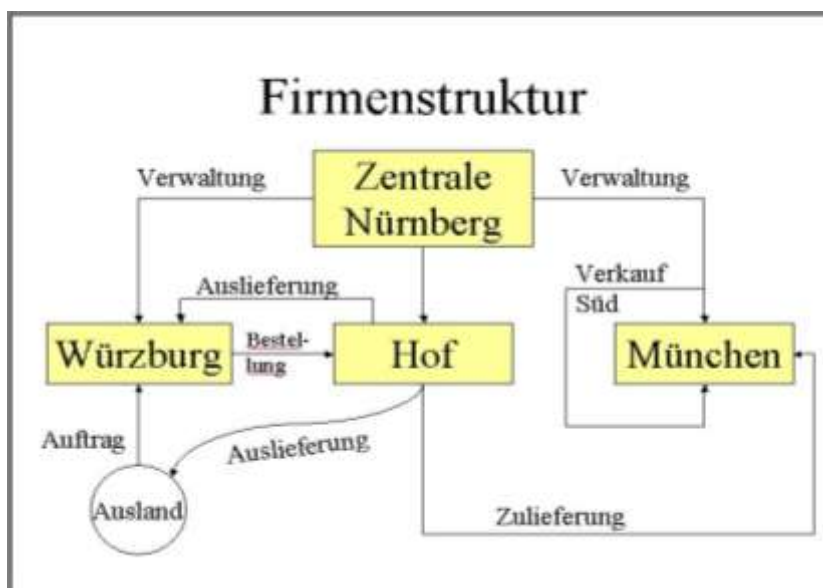 Firmenstruktur
Verwaltung
Zentrale
Nürnberg
Verwaltung
Auslieferung
Verkauf
Süd
Würzburg
Bestel-
lung
Hof
München
Auftrag
Auslieferung
Ausland
Zulieferung